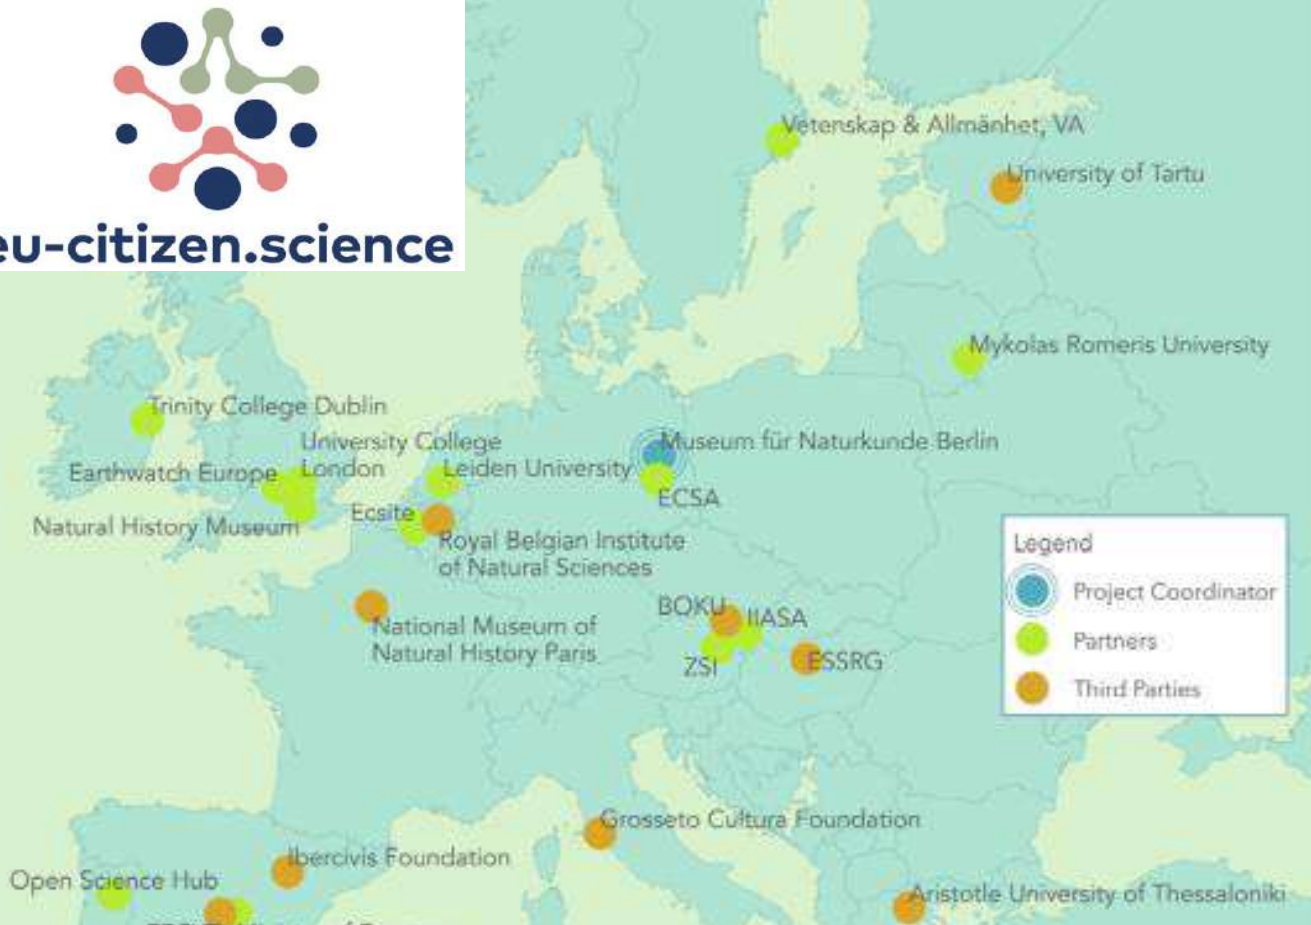 eu-citizen.science
Vetenskap & Allmänhet, VA
University of Tartu
Mykolas Romeris University
Trinity College Dublin
University College
London
Earthwatch Europe
Leiden University
Museum für Naturkunde Berlin
ECSA
Natural History Museum
Ecsite
Royal Belgian Institute
of Natural Sciences
Legend
Project Coordinator
Partners
Third Parties
BOKU
IIASA
National Museum of
Natural History Paris
ZSI
ESSRG
Grosseto Cultura Foundation
Ibercivis Foundation
Open Science Hub
Aristotle University of Thessaloniki